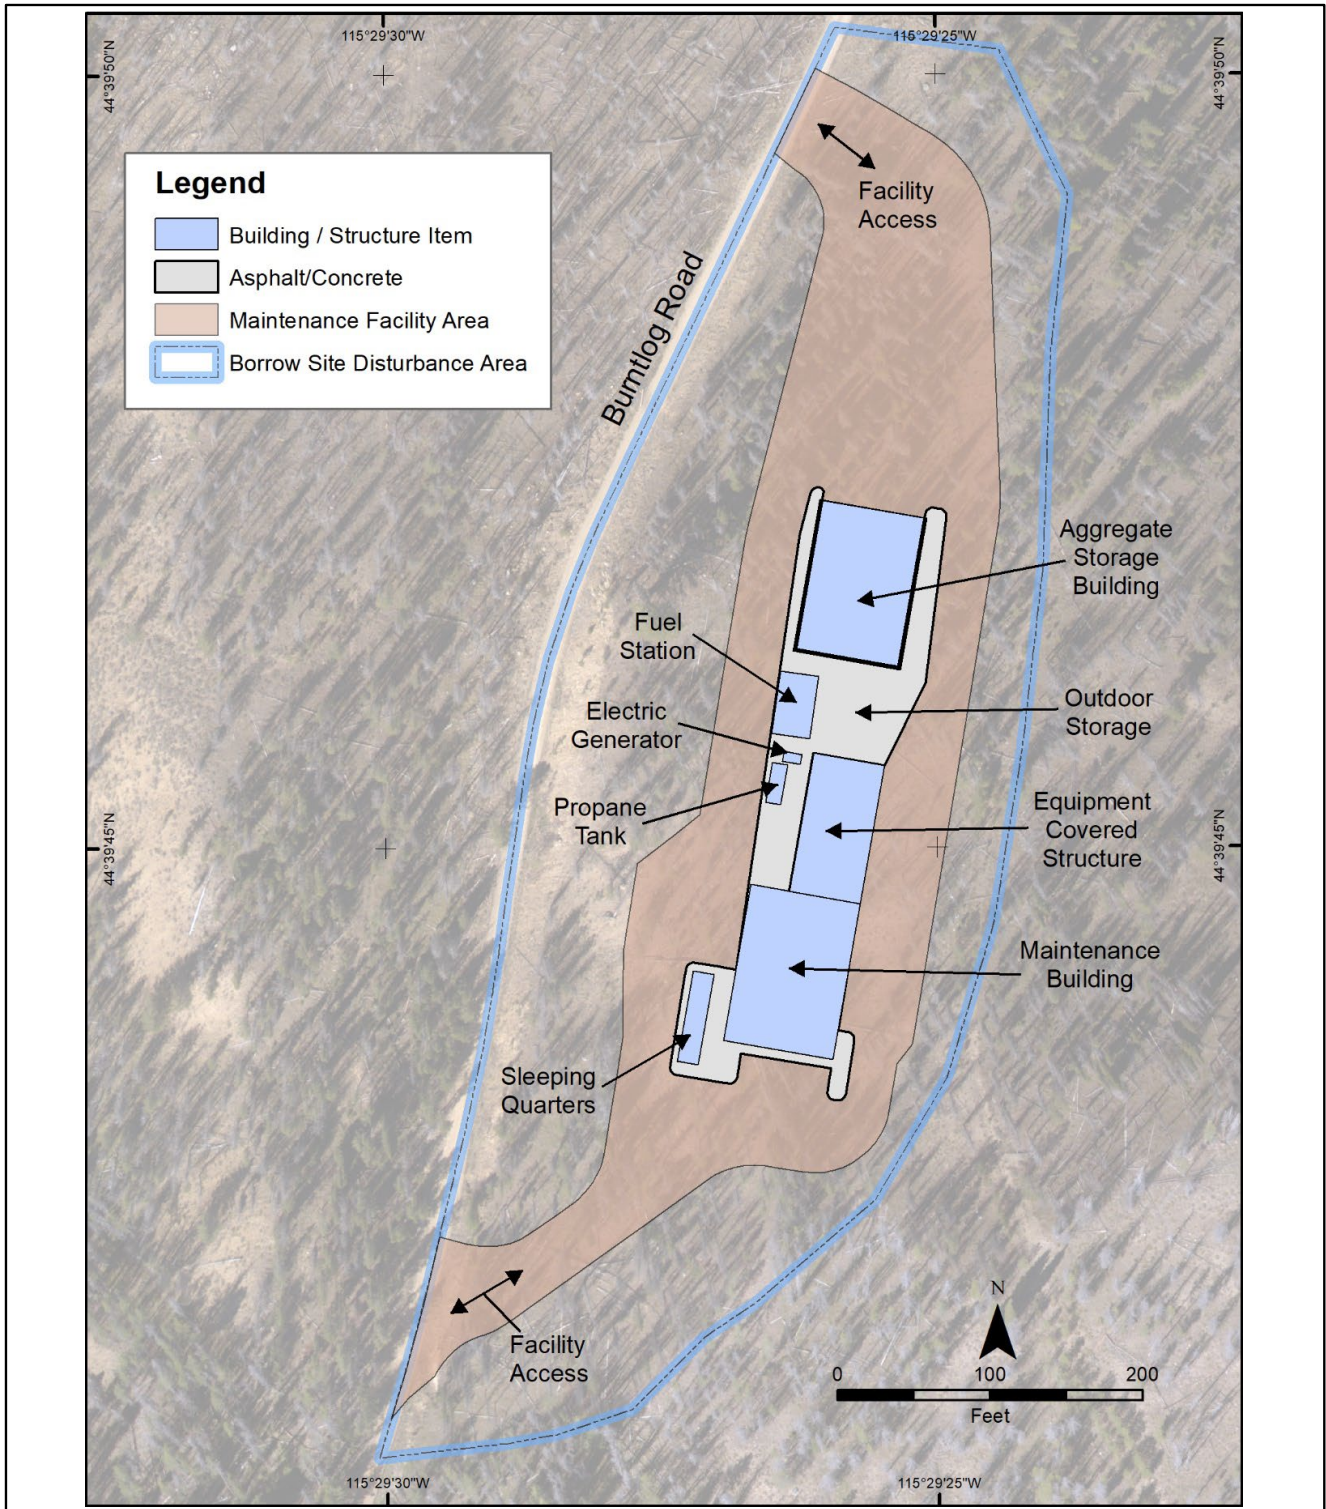 115°29'30"W
115°29'25"W
44°39'50"N
44°39'50"N
Legend
Building / Structure Item
Asphalt/Concrete
Maintenance Facility Area
Borrow Site Disturbance Area
Facility
Access
Burntlog Road
Aggregate
Storage
Building
Fuel
Station
Outdoor
Storage
Electric
Generator
Propane
Tank
Equipment
Covered
Structure
44°39'45"N
44°39'45"N
Maintenance
Building
Sleeping
Quarters
Facility
Access
N
0 100 200
Feet
115°29'30"W
115°29'25"W